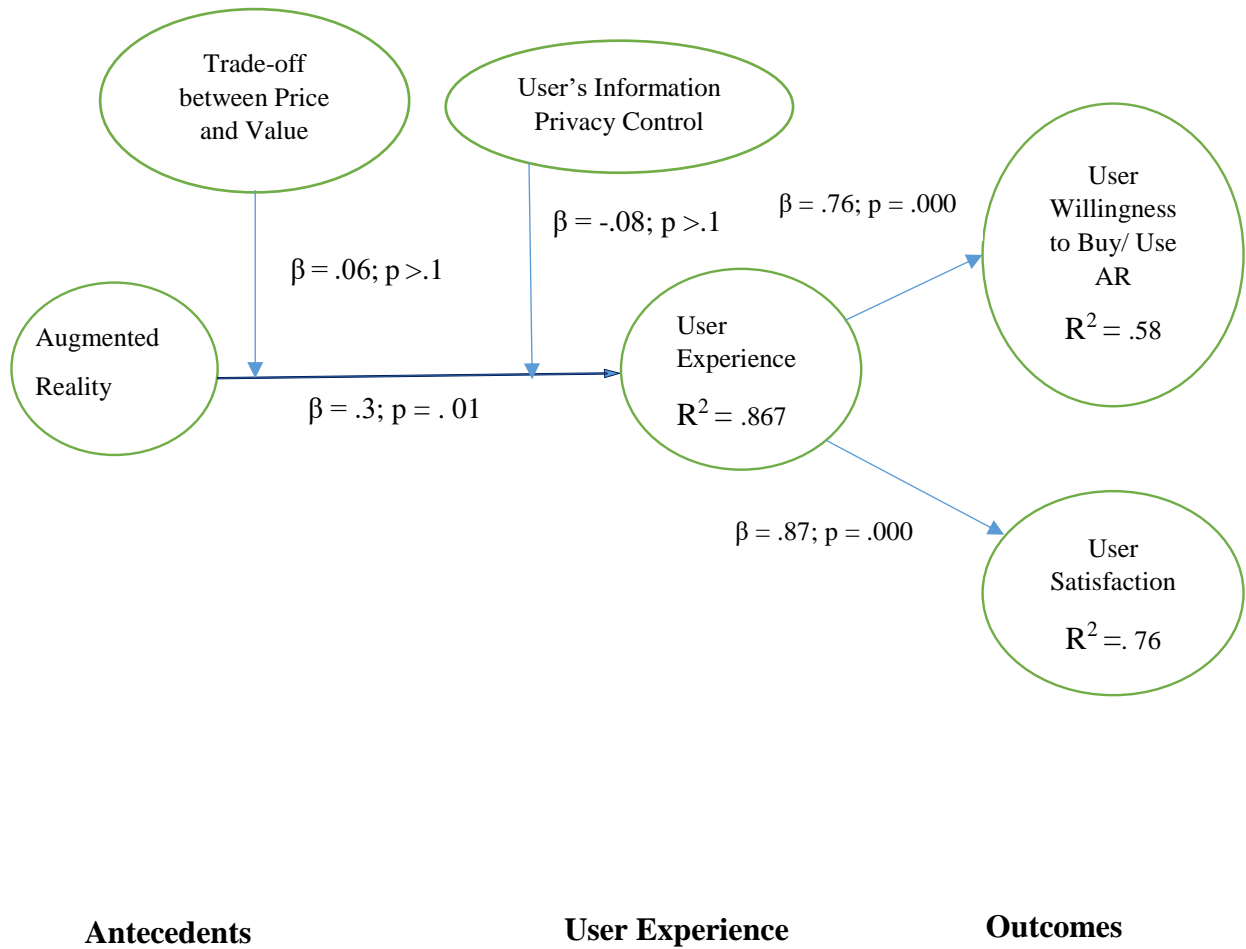 Trade-off
between Price
and Value
User’s Information
Privacy Control
User
Willingness
to Buy/ Use
AR
R² = .58
β = .76; p = .000
β = -.08; p >.1
β = .06; p >.1
Augmented
Reality
User
Experience
R² = .867
β = .3; p = . 01
β = .87; p = .000
User
Satisfaction
R² =. 76
Antecedents
User Experience
Outcomes